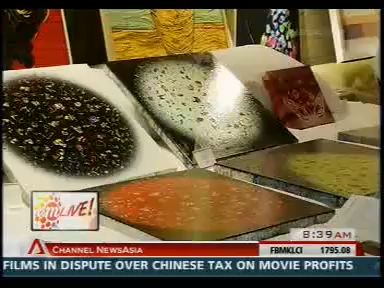 LIVE!
8:39AM
CHANNEL NEWSASIA
FBMKLCI 1795.08
FILMS IN DISPUTE OVER CHINESE TAX ON MOVIE PROFITS